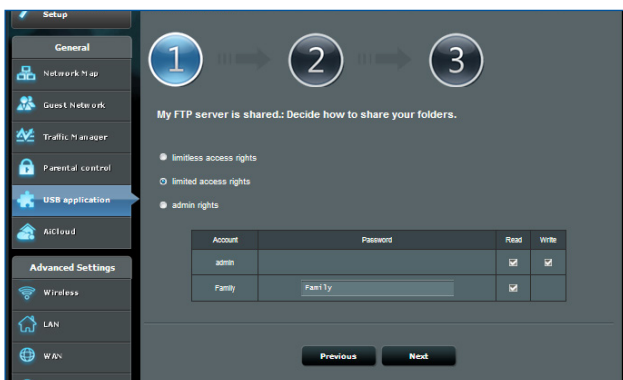 Setup
General
Network Map
Guest Network
Traffic Manager
Parental control
USB application
AiCloud
Advanced Settings
Wireless
LAN
WAN
1 2 3
My FTP server is shared.: Decide how to share your folders.
limitless access rights
limited access rights
admin rights
Account Password Read Write
admin
Family Family
Previous Next